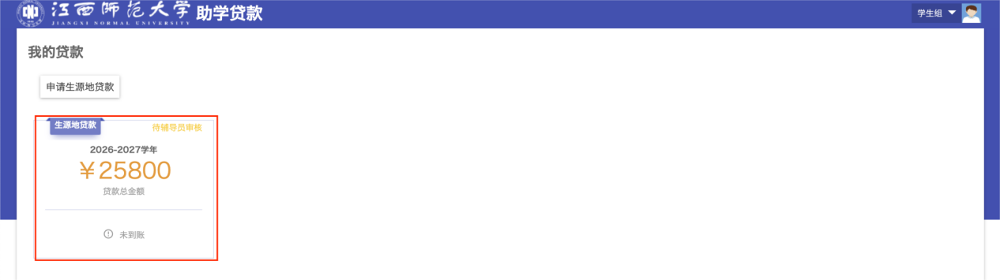 江西师范大学 助学贷款
JIANGXI NORMAL UNIVERSITY
学生组
我的贷款
申请生源地贷款
生源地贷款
待辅导员审核
2026-2027学年
￥25800
贷款总金额
未到账